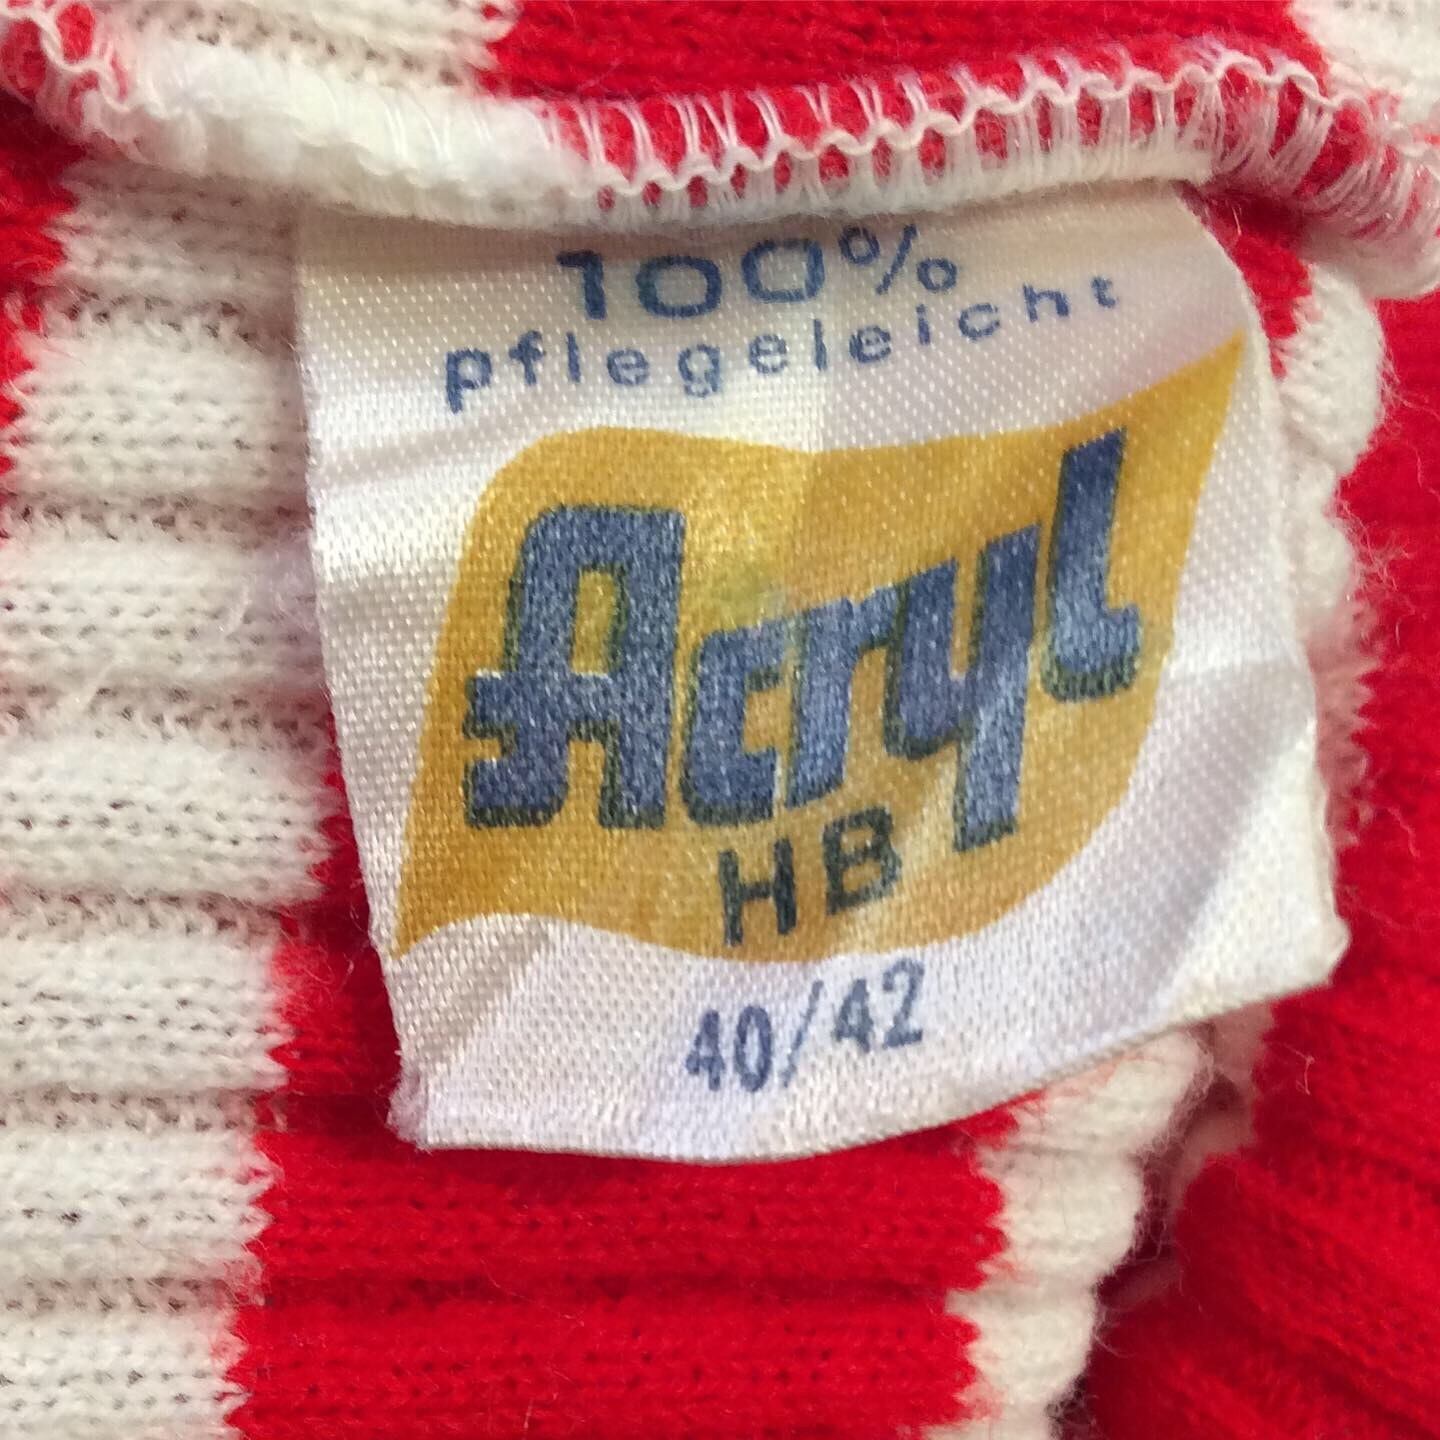 100%
pflegeleicht
Acryl
HB
40/42